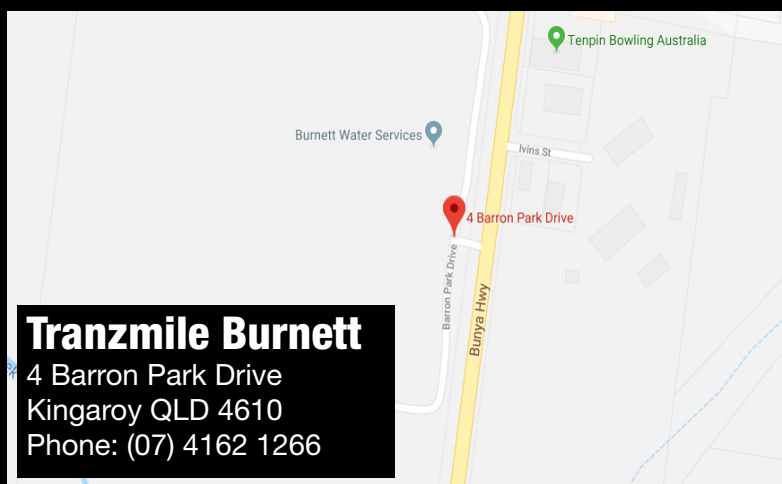 Tenpin Bowling Australia
Burnett Water Services
Ivins St
4 Barron Park Drive
Barron Park Drive
Bunya Hwy
Tranzmile Burnett
4 Barron Park Drive
Kingaroy QLD 4610
Phone: (07) 4162 1266